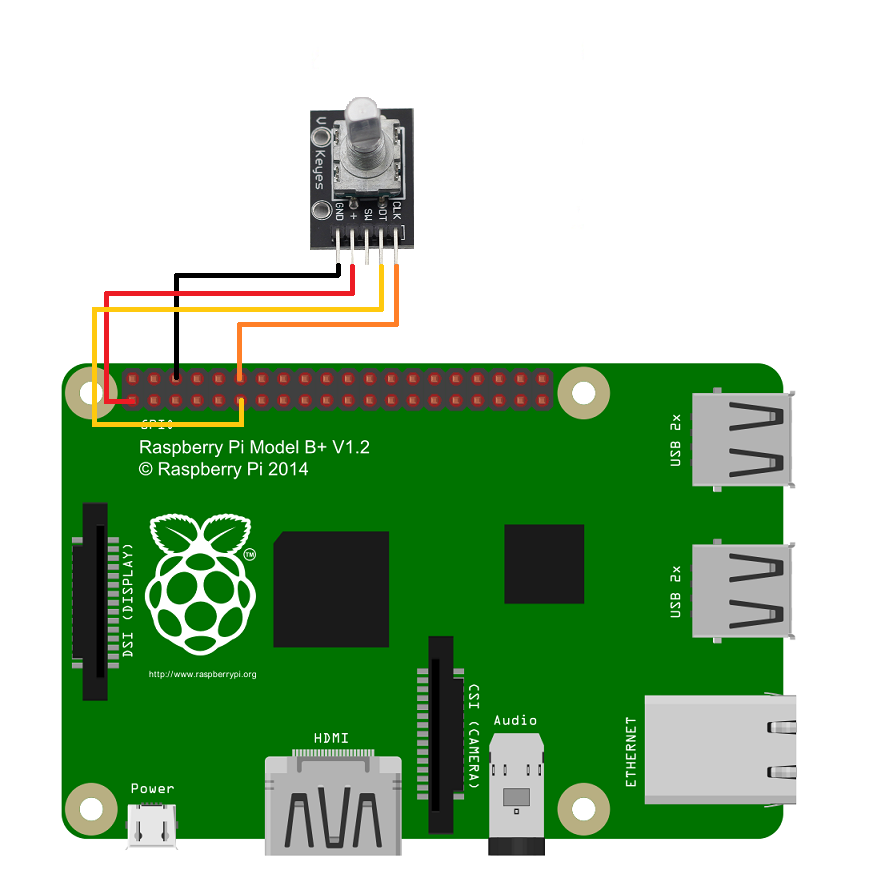 Keyes
GND
+
SW
DT
CLK
GPIO
Raspberry Pi Model B+ V1.2
© Raspberry Pi 2014
TM
DSI (DISPLAY)
http://www.raspberrypi.org
USB 2x
USB 2x
CSI (CAMERA)
Audio
ETHERNET
HDMI
Power